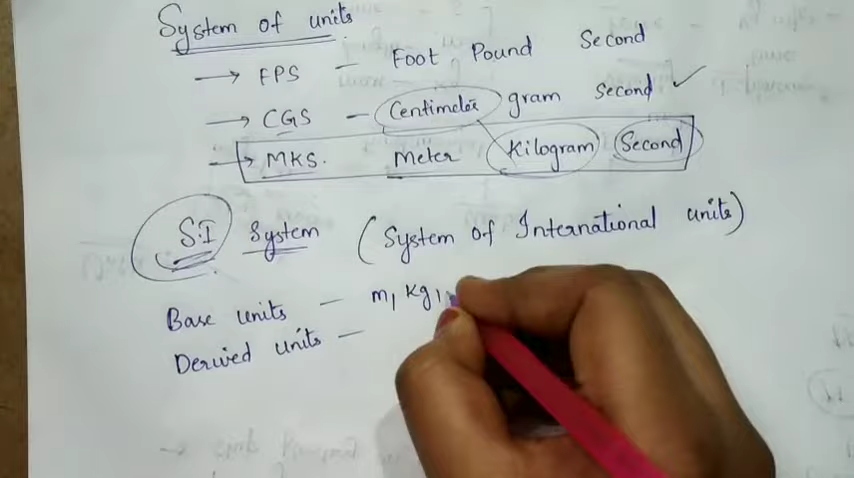 System of units
→ FPS - Foot Pound Second
→ CGS - Centimeter gram second ✓
→ MKS. Meter Kilogram Second
S.I System (System of International units)
Base units - m, kg,
Derived units -